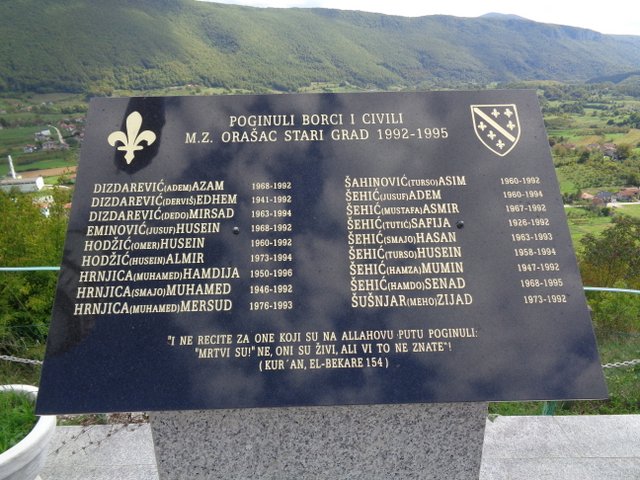 POGINULI BORCI I CIVILI
M.Z. ORAŠAC STARI GRAD 1992-1995
DIZDAREVIĆ(ADEM)AZAM 1968-1992
DIZDAREVIĆ(DERVIŠ)EDHEM 1941-1992
DIZDAREVIĆ(DEDO)MIRSAD 1963-1994
EMINOVIĆ(JUSUF)HUSEIN 1968-1992
HODŽIĆ(OMER)HUSEIN 1960-1992
HODŽIĆ(HUSEIN)ALMIR 1973-1994
HRNJICA(MUHAMED)HAMDIJA 1950-1996
HRNJICA(SMAJO)MUHAMED 1946-1992
HRNJICA(MUHAMED)MERSUD 1976-1993
ŠAHINOVIĆ(TURSO)ASIM 1960-1992
ŠEHIĆ(JUSUF)ADEM 1960-1994
ŠEHIĆ(MUSTAFA)ASMIR 1967-1992
ŠEHIĆ(TUTIĆ)SAFIJA 1926-1992
ŠEHIĆ(SMAJO)HASAN 1963-1993
ŠEHIĆ(TURSO)HUSEIN 1958-1994
ŠEHIĆ(HAMZA)MUMIN 1947-1992
ŠEHIĆ(HAMDO)SENAD 1968-1995
ŠUŠNJAR(MEHO)ZIJAD 1973-1992
"I NE RECITE ZA ONE KOJI SU NA ALLAHOVU PUTU POGINULI:
"MRTVI SU!" NE, ONI SU ŽIVI, ALI VI TO NE ZNATE"!
(KUR´AN, EL-BEKARE 154)